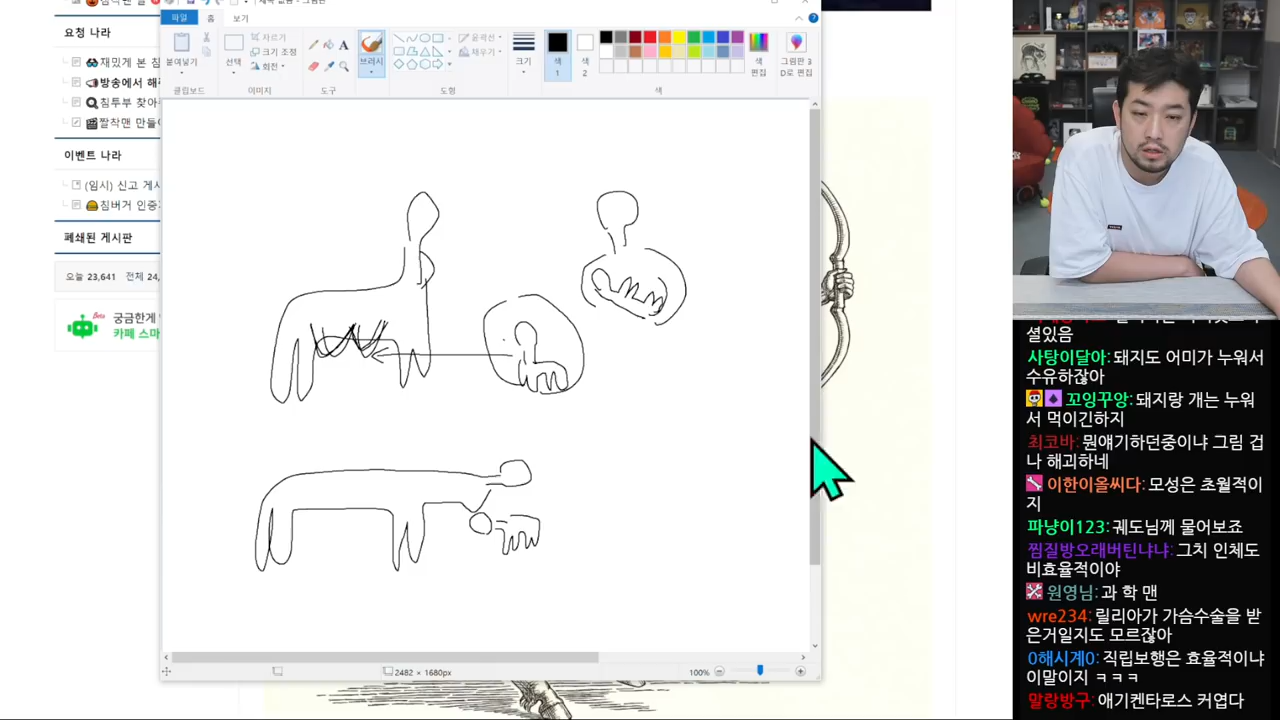 요청 나라
재밌게 본 침
방송에서 해
침투부 찾아
짤착맨 만들
이벤트 나라
(임시) 신고 게시
침버거 인증
폐쇄된 게시판
오늘 23,641 전체 24,
궁금한게
카페 스마
Beta
파일 홈 보기
붙여넣기
클립보드
선택
자르기
크기 조정
회전
이미지
A
도구
브러시
윤곽선
채우기
도형
크기
색
1
색
2
색
편집
색
그림판 3
D로 편집
2482 × 1680px
100%
셜있음
사탕이달아: 돼지도 어미가 누워서
수유하잖아
꼬잉꾸앙: 돼지랑 개는 누워
서 먹이긴하지
최코바: 뭔얘기하던중이냐 그림 겁
나 해괴하네
이한이올씨다: 모성은 초월적이
지
파냥이123: 궤도님께 물어보죠
찜질방오래버틴냐냐: 그치 인체도
비효율적이야
원영님: 과 학 맨
wre234: 릴리아가 가슴수술을 받
은거일지도 모르잖아
0해시계0: 직립보행은 효율적이냐
이말이지 ㅋㅋㅋ
말랑방구: 애기켄타로스 커엽다